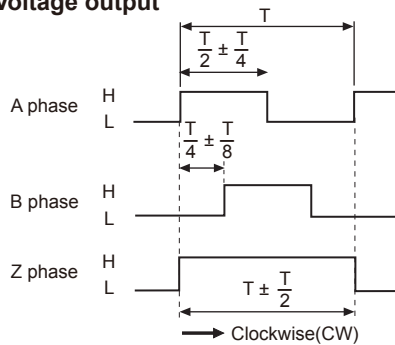 voltage output
T
T/2 ± T/4
A phase H
L
T/4 ± T/8
B phase H
L
Z phase H
L
T ± T/2
Clockwise(CW)